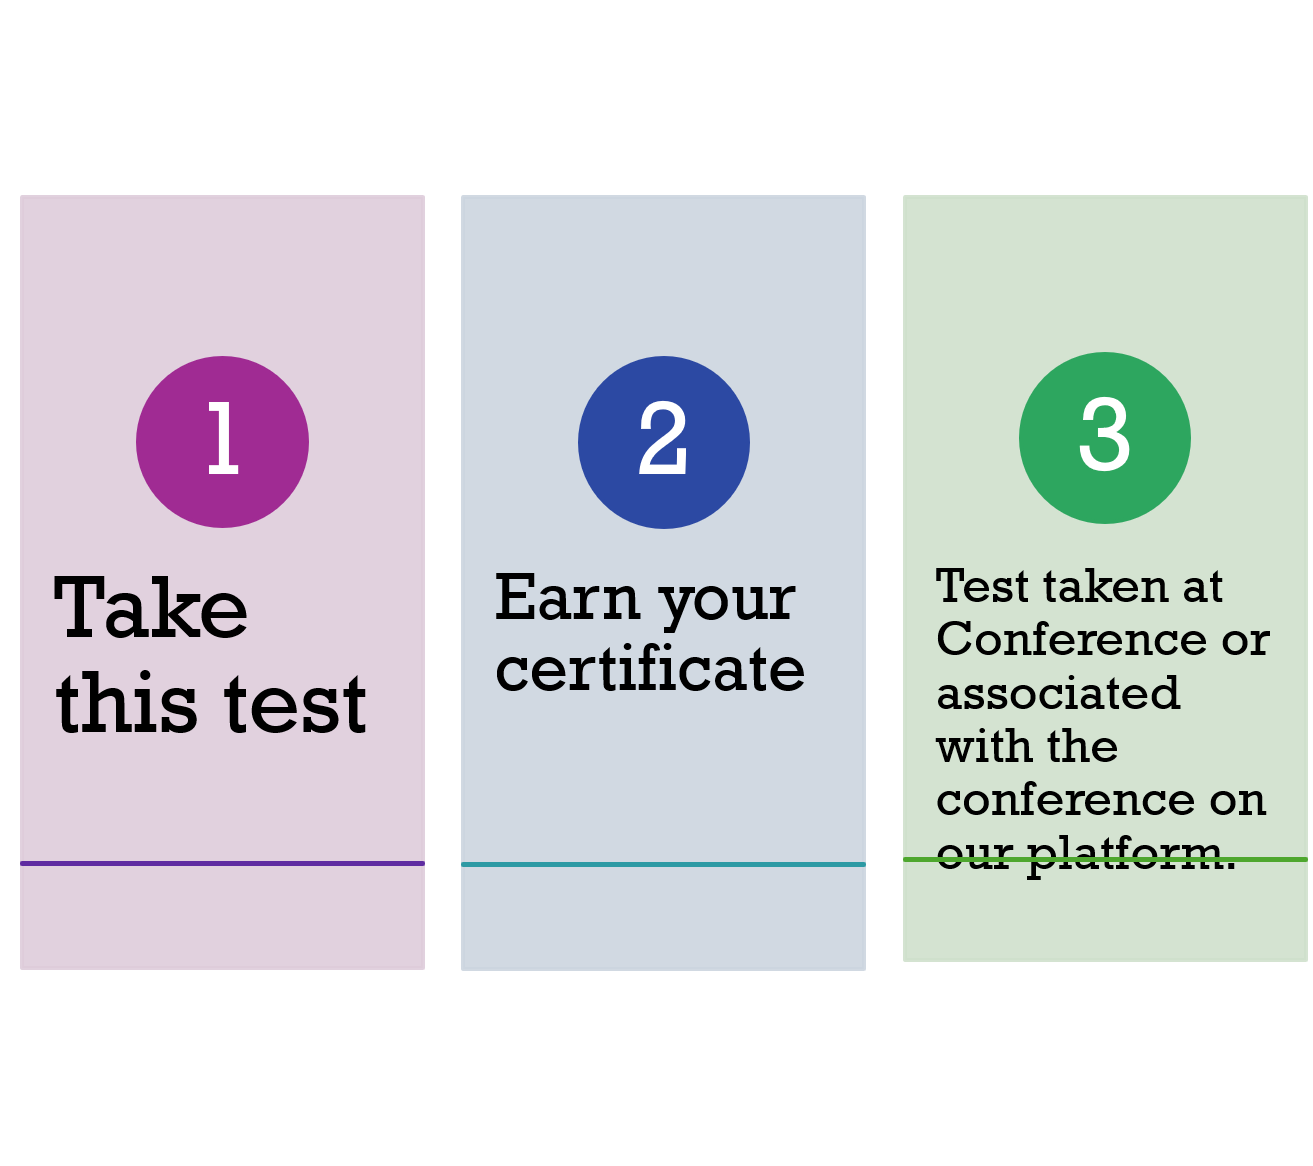 1
Take
this test
2
Earn your
certificate
3
Test taken at
Conference or
associated
with the
conference on
our platform.